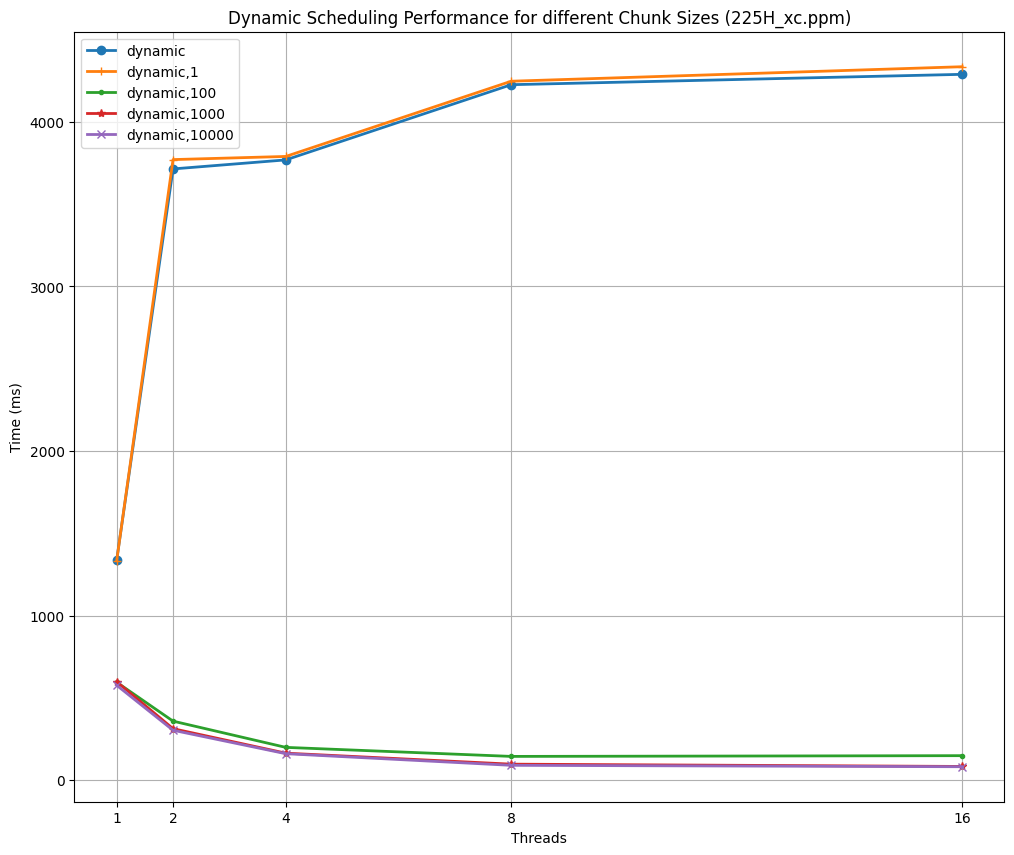 Dynamic Scheduling Performance for different Chunk Sizes (225H_xc.ppm)
dynamic
dynamic,1
dynamic,100
dynamic,1000
dynamic,10000
4000
3000
2000
1000
0
Time (ms)
1 2 4 8 16
Threads